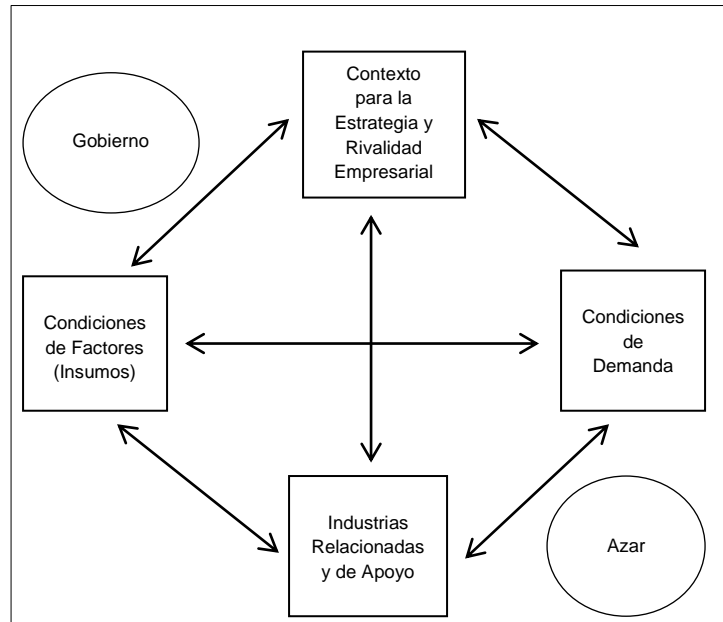 Contexto
para la
Estrategia y
Rivalidad
Empresarial
Gobierno
Condiciones
de Factores
(Insumos)
Condiciones
de
Demanda
Industrias
Relacionadas
y de Apoyo
Azar